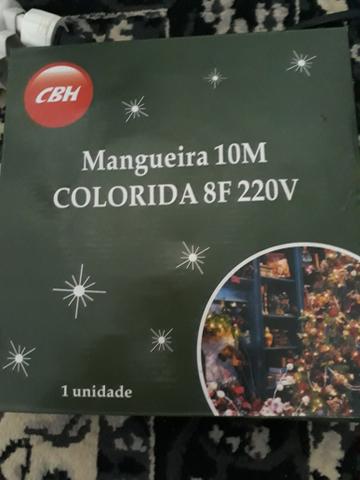 CBH
Mangueira 10M
COLORIDA 8F 220V
1 unidade